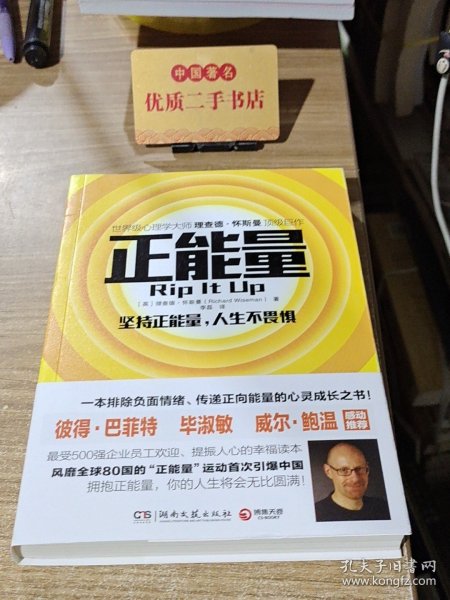 中国著名
优质二手书店
世界级心理学大师 理查德·怀斯曼 顶级巨作
正能量
Rip It Up
[英] 理查德·怀斯曼 (Richard Wiseman) 著
李磊 译
坚持正能量，人生不畏惧
一本排除负面情绪、传递正向能量的心灵成长之书！
彼得·巴菲特 毕淑敏 威尔·鲍温 感动推荐
最受500强企业员工欢迎、提振人心的幸福读本
风靡全球80国的“正能量”运动首次引爆中国
拥抱正能量，你的人生将会无比圆满！
湖南文艺出版社
博集天卷
CS-BOOKY
孔夫子旧书网
www.kongfz.com